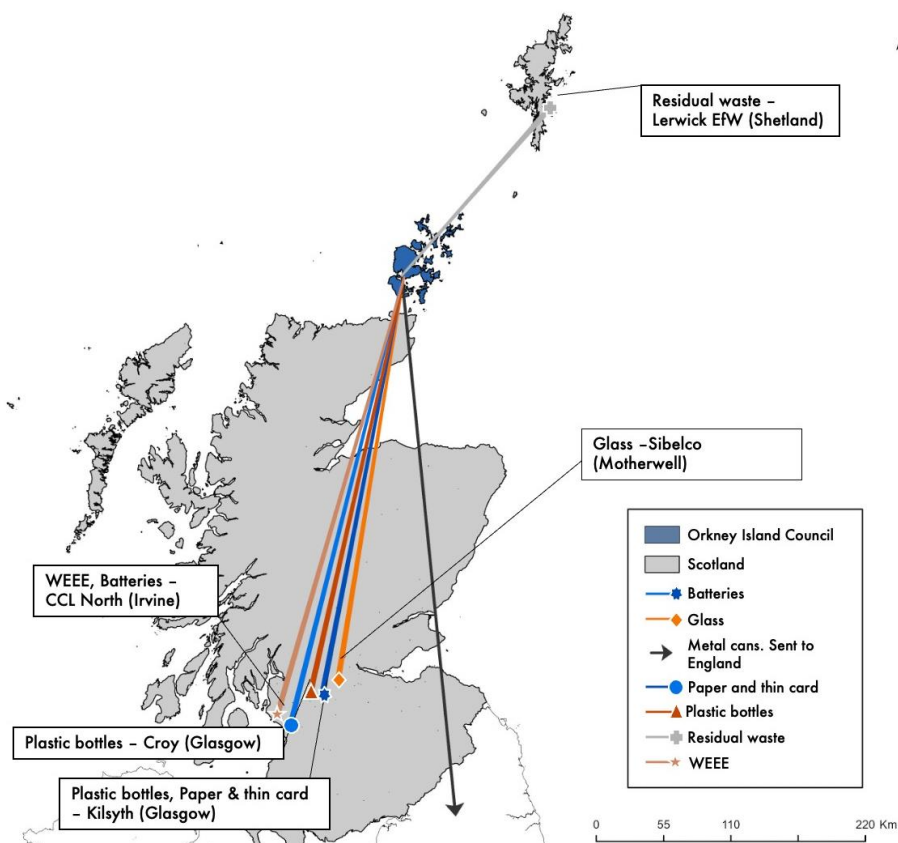 Residual waste –
Lerwick EfW (Shetland)
Glass –Sibelco
(Motherwell)
WEEE, Batteries –
CCL North (Irvine)
Plastic bottles – Croy (Glasgow)
Plastic bottles, Paper & thin card
– Kilsyth (Glasgow)
Orkney Island Council
Scotland
Batteries
Glass
Metal cans. Sent to
England
Paper and thin card
Plastic bottles
Residual waste
WEEE
0 55 110 220 Km